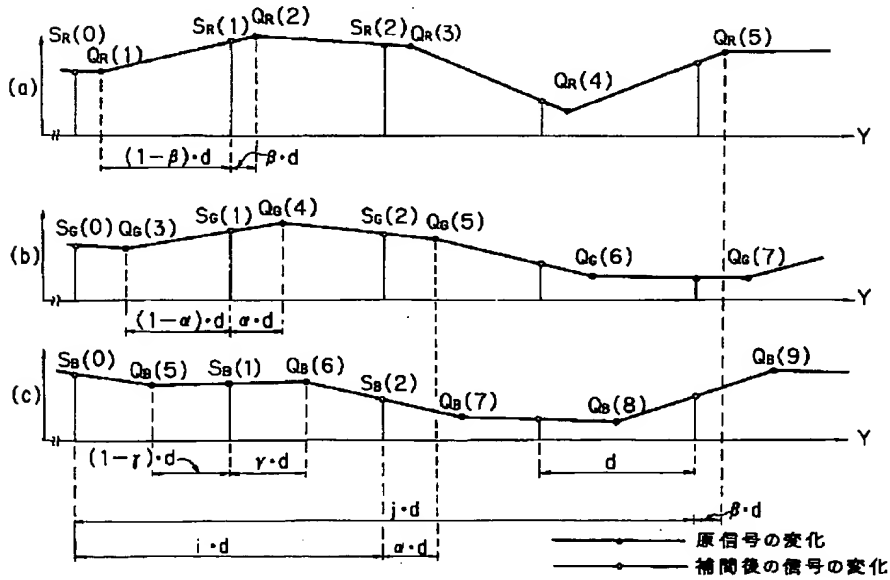 SR(0) QR(1) SR(1) QR(2) SR(2) QR(3) QR(4) QR(5)
(a)
Y
(1-β)・d β・d
SG(0) QG(3) SG(1) QG(4) SG(2) QG(5) QG(6) QG(7)
(b)
Y
(1-α)・d α・d
SB(0) QB(5) SB(1) QB(6) SB(2) QB(7) QB(8) QB(9)
(c)
Y
(1-γ)・d γ・d d
j・d β・d
i・d α・d
原信号の変化
補間後の信号の変化